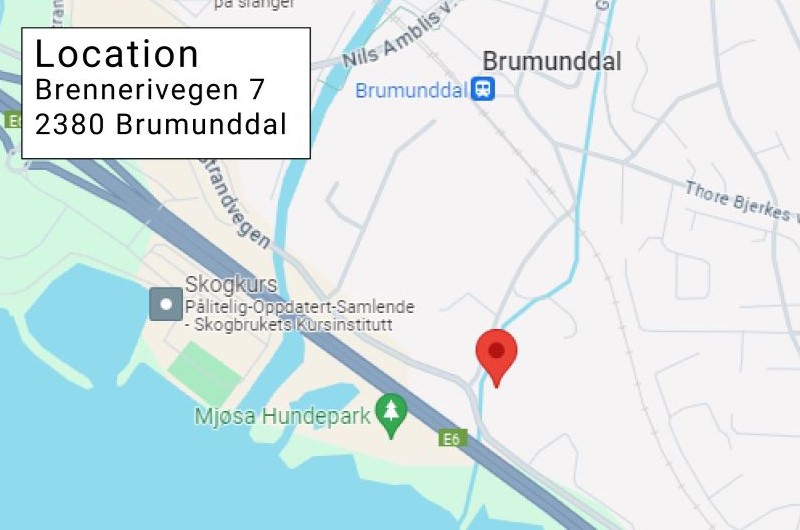 på slanger
Location
Brennerivegen 7
2380 Brumunddal
Nils Amblis v.
Brumunddal
Brumunddal
E6
Strandvegen
Thore Bjerkes v
Skogkurs
Pålitelig-Oppdatert-Samlende
- Skogbrukets Kursinstitutt
Mjøsa Hundepark
E6